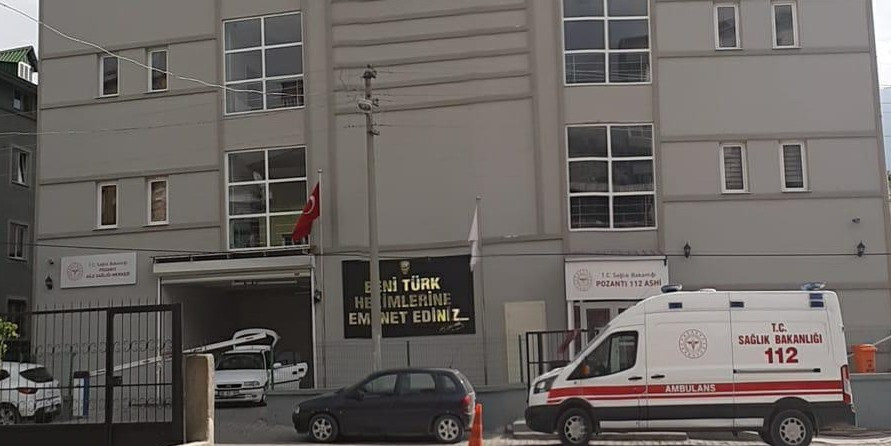 T.C. Sağlık Bakanlığı
POZANTI
AİLE SAĞLIĞI MERKEZİ
BENİ TÜRK
HEKİMLERİNE
EMANET EDİNİZ
T.C. Sağlık Bakanlığı
POZANTI 112 ASHİ
T.C.
SAĞLIK BAKANLIĞI
112
AMBULANS